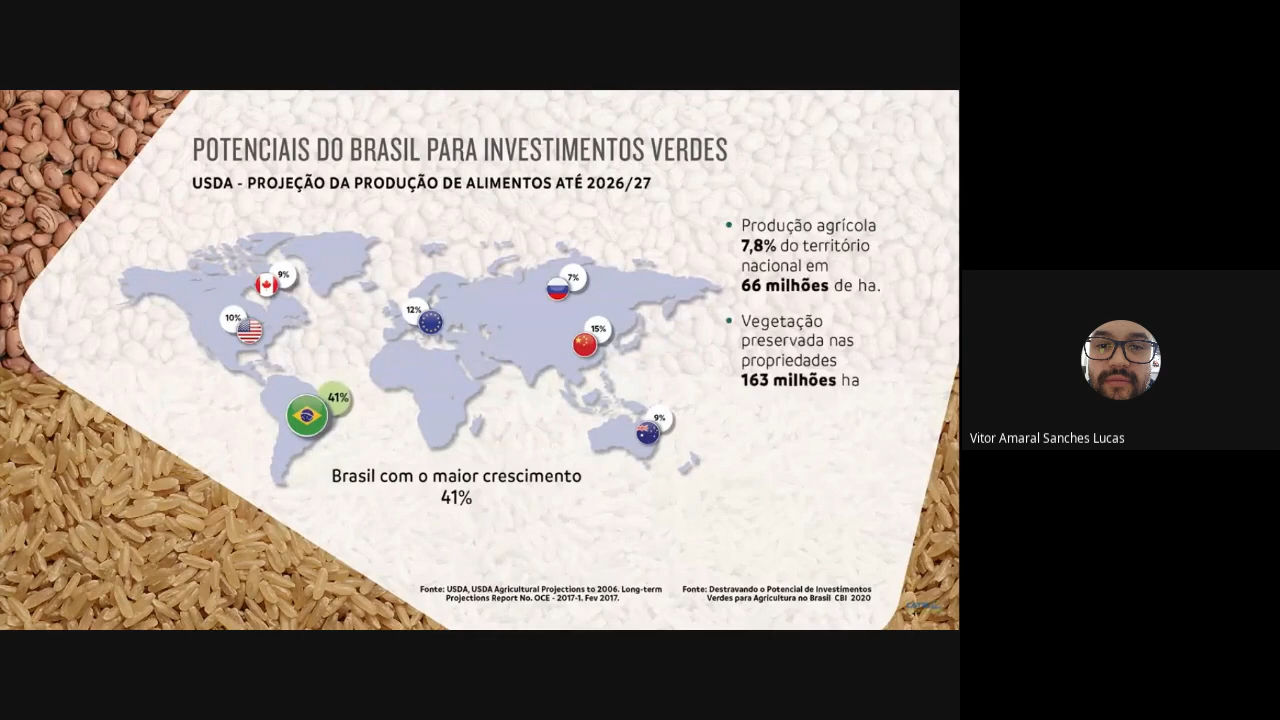 POTENCIAIS DO BRASIL PARA INVESTIMENTOS VERDES
USDA - PROJEÇÃO DA PRODUÇÃO DE ALIMENTOS ATÉ 2026/27
9%
10%
12%
7%
15%
41%
9%
Brasil com o maior crescimento
41%
• Produção agrícola
7,8% do território
nacional em
66 milhões de ha.
• Vegetação
preservada nas
propriedades
163 milhões ha
Fonte: USDA, USDA Agricultural Projections to 2006. Long-term
Projections Report No. OCE - 2017-1. Fev 2017.
Fonte: Destravando o Potencial de Investimentos
Verdes para Agricultura no Brasil CBI 2020
Vitor Amaral Sanches Lucas